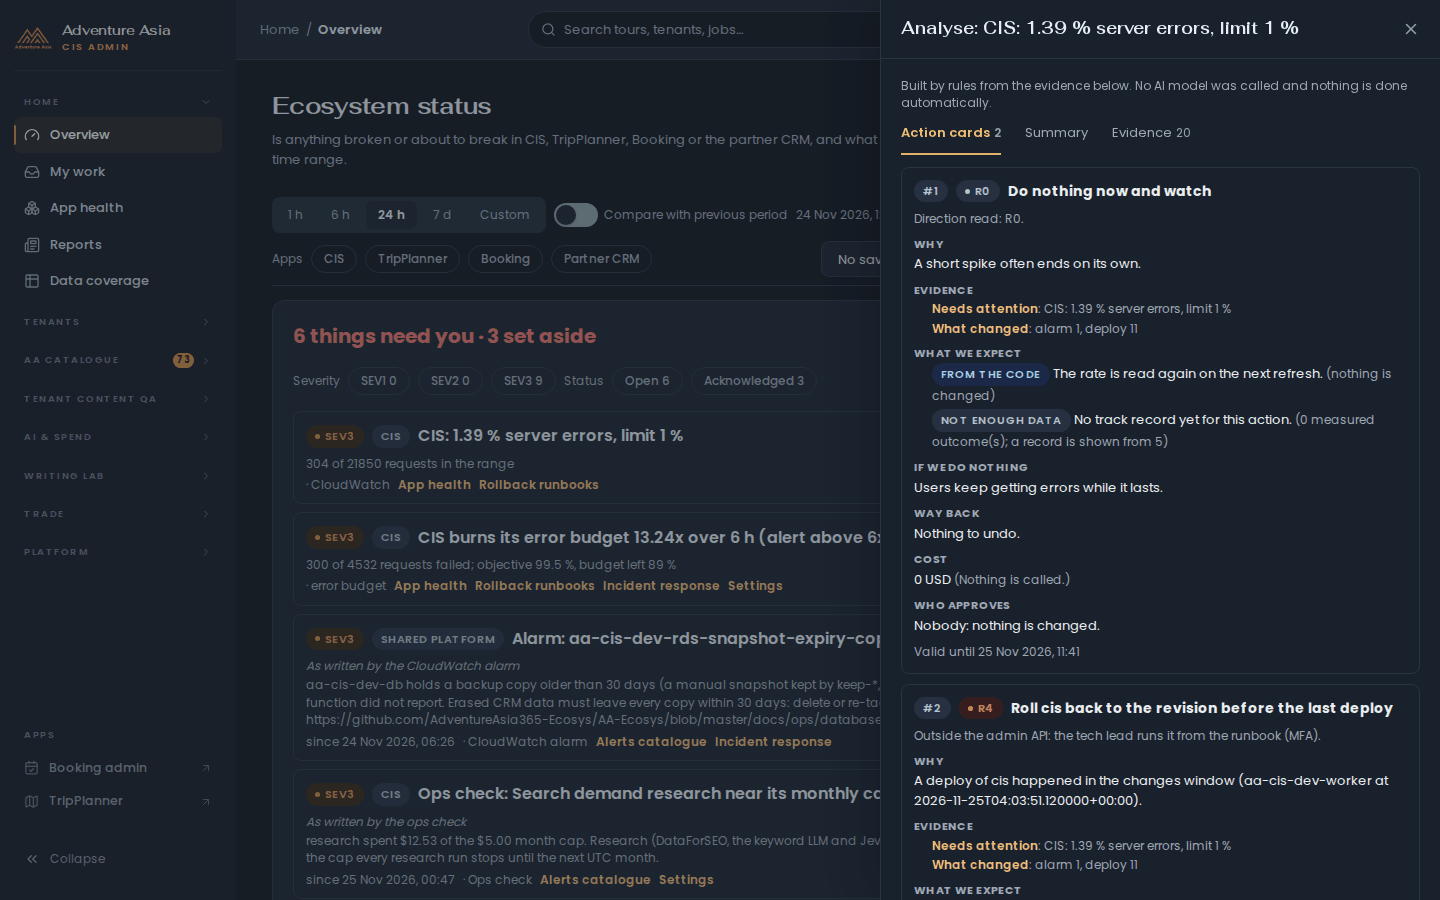 Adventure Asia
CIS ADMIN
HOME
Overview
My work
App health
Reports
Data coverage
TENANTS
AA CATALOGUE 73
TENANT CONTENT QA
AI & SPEND
WRITING LAB
TRADE
PLATFORM
APPS
Booking admin
TripPlanner
Collapse
Home / Overview
Search tours, tenants, jobs...
Ecosystem status
Is anything broken or about to break in CIS, TripPlanner, Booking or the partner CRM, and what
time range.
1 h 6 h 24 h 7 d Custom Compare with previous period 24 Nov 2026, 1
Apps CIS TripPlanner Booking Partner CRM No sav
6 things need you · 3 set aside
Severity SEV1 0 SEV2 0 SEV3 9 Status Open 6 Acknowledged 3
SEV3 CIS CIS: 1.39 % server errors, limit 1 %
304 of 21850 requests in the range
· CloudWatch App health Rollback runbooks
SEV3 CIS CIS burns its error budget 13.24x over 6 h (alert above 6x
300 of 4532 requests failed; objective 99.5 %, budget left 89 %
· error budget App health Rollback runbooks Incident response Settings
SEV3 SHARED PLATFORM Alarm: aa-cis-dev-rds-snapshot-expiry-cop
As written by the CloudWatch alarm
aa-cis-dev-db holds a backup copy older than 30 days (a manual snapshot kept by keep-*,
function did not report. Erased CRM data must leave every copy within 30 days: delete or re-ta
https://github.com/AdventureAsia365-Ecosys/AA-Ecosys/blob/master/docs/ops/database
since 24 Nov 2026, 06:26 · CloudWatch alarm Alerts catalogue Incident response
SEV3 CIS Ops check: Search demand research near its monthly ca
As written by the ops check
research spent $12.53 of the $5.00 month cap. Research (DataForSEO, the keyword LLM and Jev
the cap every research run stops until the next UTC month.
since 25 Nov 2026, 00:47 · Ops check Alerts catalogue Settings
Analyse: CIS: 1.39 % server errors, limit 1 %
Built by rules from the evidence below. No AI model was called and nothing is done
automatically.
Action cards 2 Summary Evidence 20
#1 R0 Do nothing now and watch
Direction read: R0.
WHY
A short spike often ends on its own.
EVIDENCE
Needs attention: CIS: 1.39 % server errors, limit 1 %
What changed: alarm 1, deploy 11
WHAT WE EXPECT
FROM THE CODE The rate is read again on the next refresh. (nothing is
changed)
NOT ENOUGH DATA No track record yet for this action. (0 measured
outcome(s); a record is shown from 5)
IF WE DO NOTHING
Users keep getting errors while it lasts.
WAY BACK
Nothing to undo.
COST
0 USD (Nothing is called.)
WHO APPROVES
Nobody: nothing is changed.
Valid until 25 Nov 2026, 11:41
#2 R4 Roll cis back to the revision before the last deploy
Outside the admin API: the tech lead runs it from the runbook (MFA).
WHY
A deploy of cis happened in the changes window (aa-cis-dev-worker at
2026-11-25T04:03:51.120000+00:00).
EVIDENCE
Needs attention: CIS: 1.39 % server errors, limit 1 %
What changed: alarm 1, deploy 11
WHAT WE EXPECT